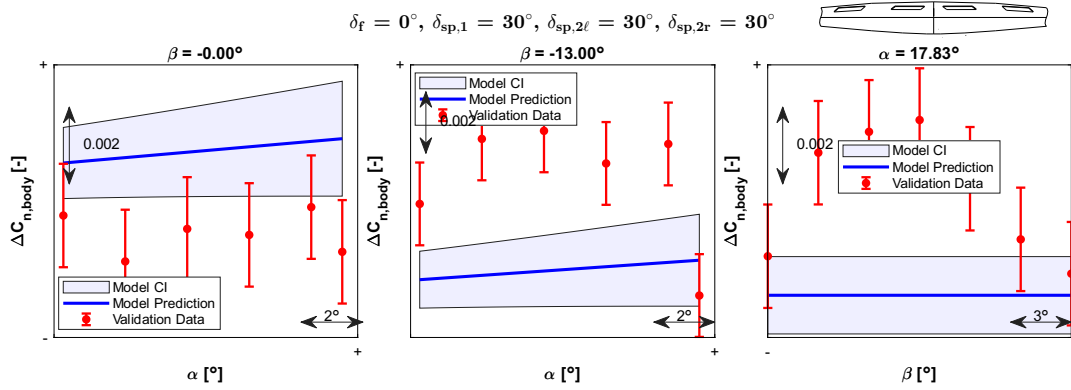 δf = 0°, δsp,1 = 30°, δsp,2ℓ = 30°, δsp,2r = 30°
β = -0.00°
+
ΔCn,body [-]
0.002
Model CI
Model Prediction
Validation Data
2°
-
+
α [°]
β = -13.00°
+
ΔCn,body [-]
Model CI
Model Prediction
Validation Data
0.002
2°
-
+
α [°]
α = 17.83°
+
ΔCn,body [-]
0.002
Model CI
Model Prediction
Validation Data
3°
-
+
β [°]